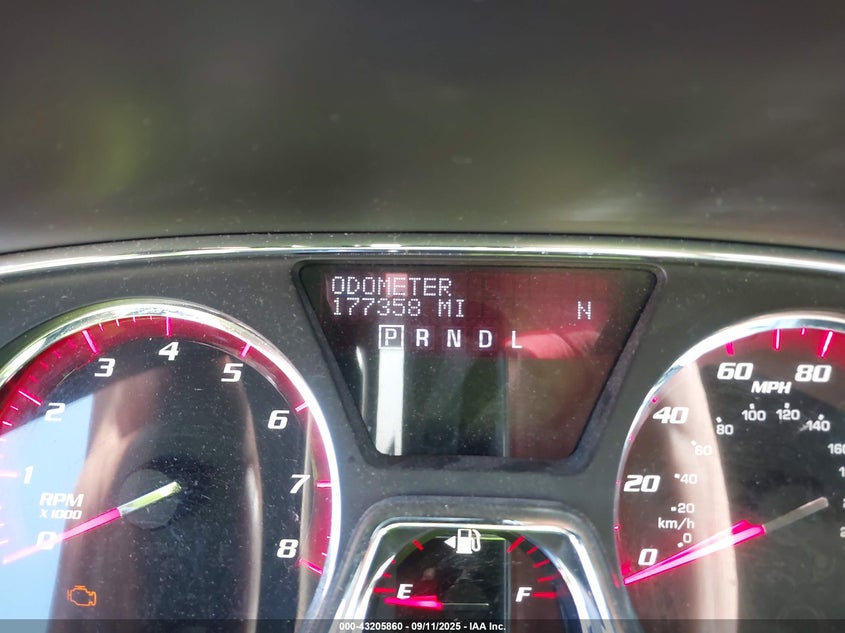 ODOMETER
177358 MI N
P R N D L
0 1 2 3 4 5 6 7 8
RPM
X 1000
0 20 40 60 80
MPH
0 20 40 60 80 100 120 140 160
km/h
E F
000-43205860 - 09/11/2025 - IAA Inc.